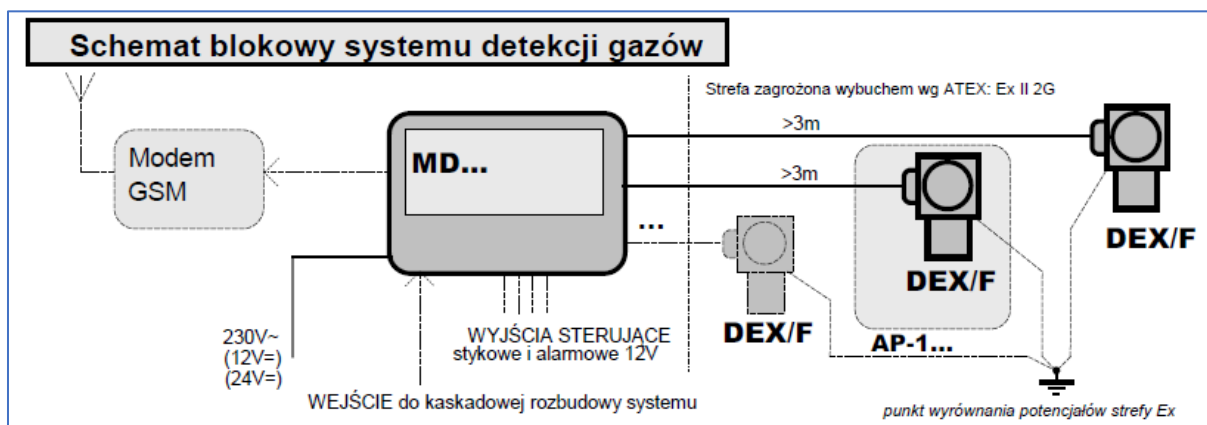 Schemat blokowy systemu detekcji gazów
Strefa zagrożona wybuchem wg ATEX: Ex II 2G
>3m
Modem
GSM
MD...
>3m
...
DEX/F
DEX/F
DEX/F
AP-1...
230V~
(12V=)
(24V=)
WYJŚCIA STERUJĄCE
stykowe i alarmowe 12V
WEJŚCIE do kaskadowej rozbudowy systemu
punkt wyrównania potencjałów strefy Ex